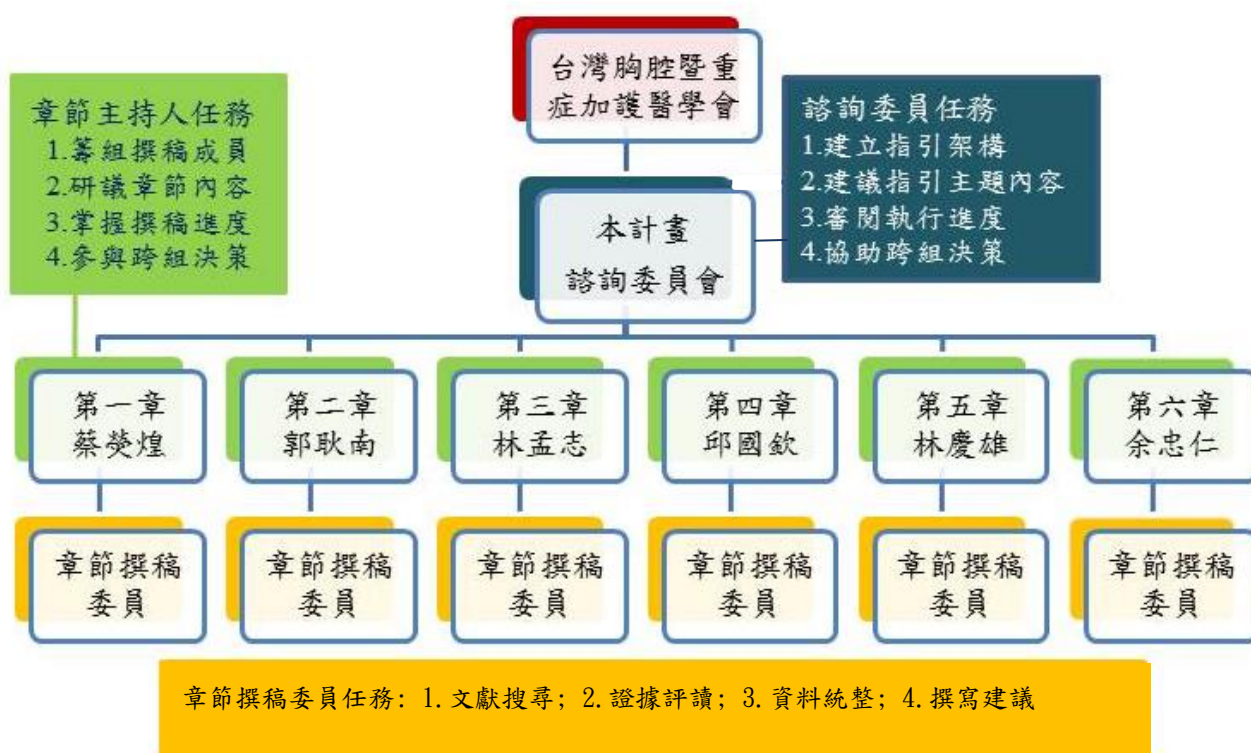 台灣胸腔暨重
症加護醫學會
章節主持人任務
1.籌組撰稿成員
2.研議章節內容
3.掌握撰稿進度
4.參與跨組決策
諮詢委員任務
1.建立指引架構
2.建議指引主題內容
3.審閱執行進度
4.協助跨組決策
本計畫
諮詢委員會
第一章
蔡熒煌
第二章
郭耿南
第三章
林孟志
第四章
邱國欽
第五章
林慶雄
第六章
余忠仁
章節撰稿
委員
章節撰稿
委員
章節撰稿
委員
章節撰稿
委員
章節撰稿
委員
章節撰稿
委員
章節撰稿委員任務: 1.文獻搜尋; 2.證據評讀; 3.資料統整; 4.撰寫建議